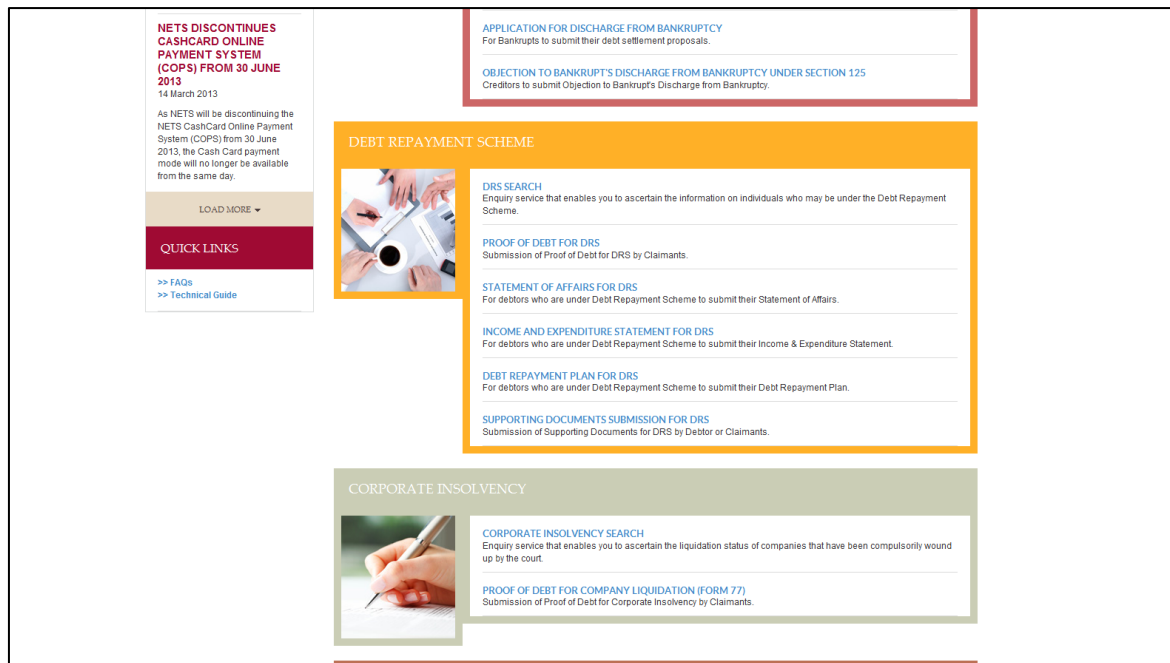 NETS DISCONTINUES
CASHCARD ONLINE
PAYMENT SYSTEM
(COPS) FROM 30 JUNE
2013
14 March 2013
As NETS will be discontinuing the
NETS CashCard Online Payment
System (COPS) from 30 June
2013, the Cash Card payment
mode will no longer be available
from the same day.
LOAD MORE
QUICK LINKS
>> FAQs
>> Technical Guide
APPLICATION FOR DISCHARGE FROM BANKRUPTCY
For Bankrupts to submit their debt settlement proposals.
OBJECTION TO BANKRUPT'S DISCHARGE FROM BANKRUPTCY UNDER SECTION 125
Creditors to submit Objection to Bankrupt's Discharge from Bankruptcy.
DEBT REPAYMENT SCHEME
DRS SEARCH
Enquiry service that enables you to ascertain the information on individuals who may be under the Debt Repayment
Scheme.
PROOF OF DEBT FOR DRS
Submission of Proof of Debt for DRS by Claimants.
STATEMENT OF AFFAIRS FOR DRS
For debtors who are under Debt Repayment Scheme to submit their Statement of Affairs.
INCOME AND EXPENDITURE STATEMENT FOR DRS
For debtors who are under Debt Repayment Scheme to submit their Income & Expenditure Statement.
DEBT REPAYMENT PLAN FOR DRS
For debtors who are under Debt Repayment Scheme to submit their Debt Repayment Plan.
SUPPORTING DOCUMENTS SUBMISSION FOR DRS
Submission of Supporting Documents for DRS by Debtor or Claimants.
CORPORATE INSOLVENCY
CORPORATE INSOLVENCY SEARCH
Enquiry service that enables you to ascertain the liquidation status of companies that have been compulsorily wound
up by the court.
PROOF OF DEBT FOR COMPANY LIQUIDATION (FORM 77)
Submission of Proof of Debt for Corporate Insolvency by Claimants.